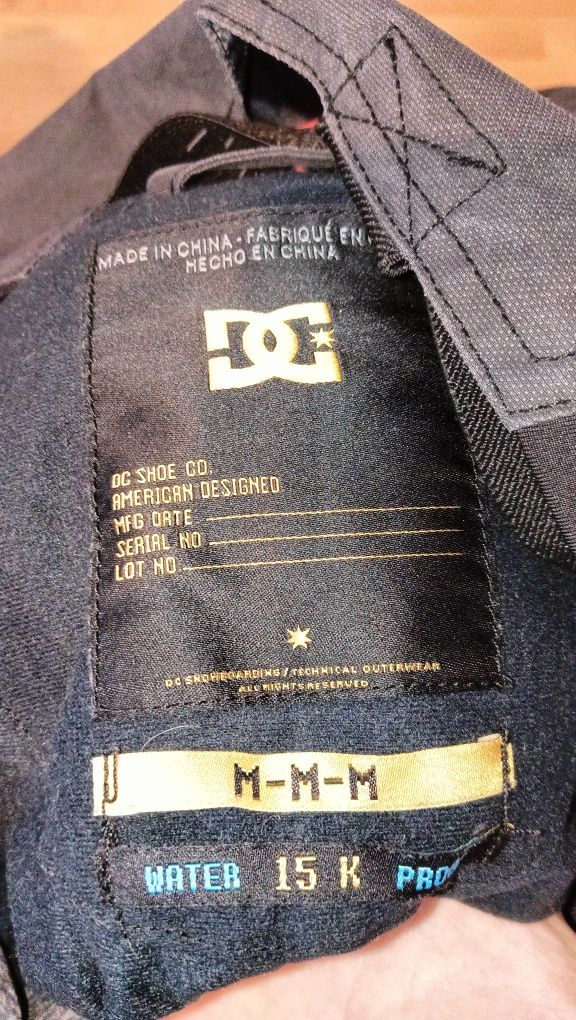 MADE IN CHINA • FABRIQUÉ EN
HECHO EN CHINA
DC
DC SHOE CO.
AMERICAN DESIGNED
MFG DATE
SERIAL NO
LOT NO.
DC SNOWBOARDING / TECHNICAL OUTERWEAR
ALL RIGHTS RESERVED
M-M-M
WATER 15 K